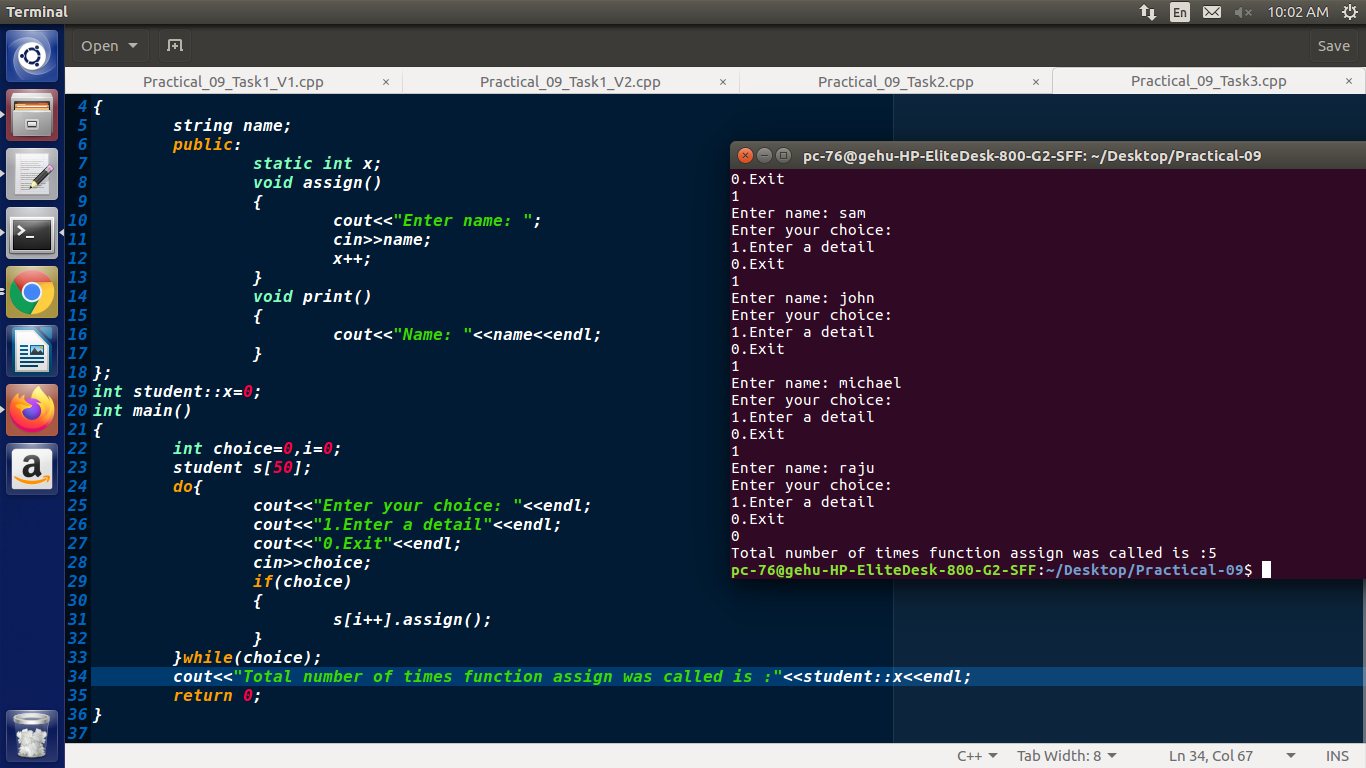 Terminal
En
10:02 AM
Open
Save
Practical_09_Task1_V1.cpp ×
Practical_09_Task1_V2.cpp ×
Practical_09_Task2.cpp ×
Practical_09_Task3.cpp ×
4 {
5 string name;
6 public:
7 static int x;
8 void assign()
9 {
10 cout<<"Enter name: ";
11 cin>>name;
12 x++;
13 }
14 void print()
15 {
16 cout<<"Name: "<<name<<endl;
17 }
18 };
19 int student::x=0;
20 int main()
21 {
22 int choice=0,i=0;
23 student s[50];
24 do{
25 cout<<"Enter your choice: "<<endl;
26 cout<<"1.Enter a detail"<<endl;
27 cout<<"0.Exit"<<endl;
28 cin>>choice;
29 if(choice)
30 {
31 s[i++].assign();
32 }
33 }while(choice);
34 cout<<"Total number of times function assign was called is :"<<student::x<<endl;
35 return 0;
36 }
37
pc-76@gehu-HP-EliteDesk-800-G2-SFF: ~/Desktop/Practical-09
0.Exit
1
Enter name: sam
Enter your choice:
1.Enter a detail
0.Exit
1
Enter name: john
Enter your choice:
1.Enter a detail
0.Exit
1
Enter name: michael
Enter your choice:
1.Enter a detail
0.Exit
1
Enter name: raju
Enter your choice:
1.Enter a detail
0.Exit
0
Total number of times function assign was called is :5
pc-76@gehu-HP-EliteDesk-800-G2-SFF:~/Desktop/Practical-09$
a
C++
Tab Width: 8
Ln 34, Col 67
INS